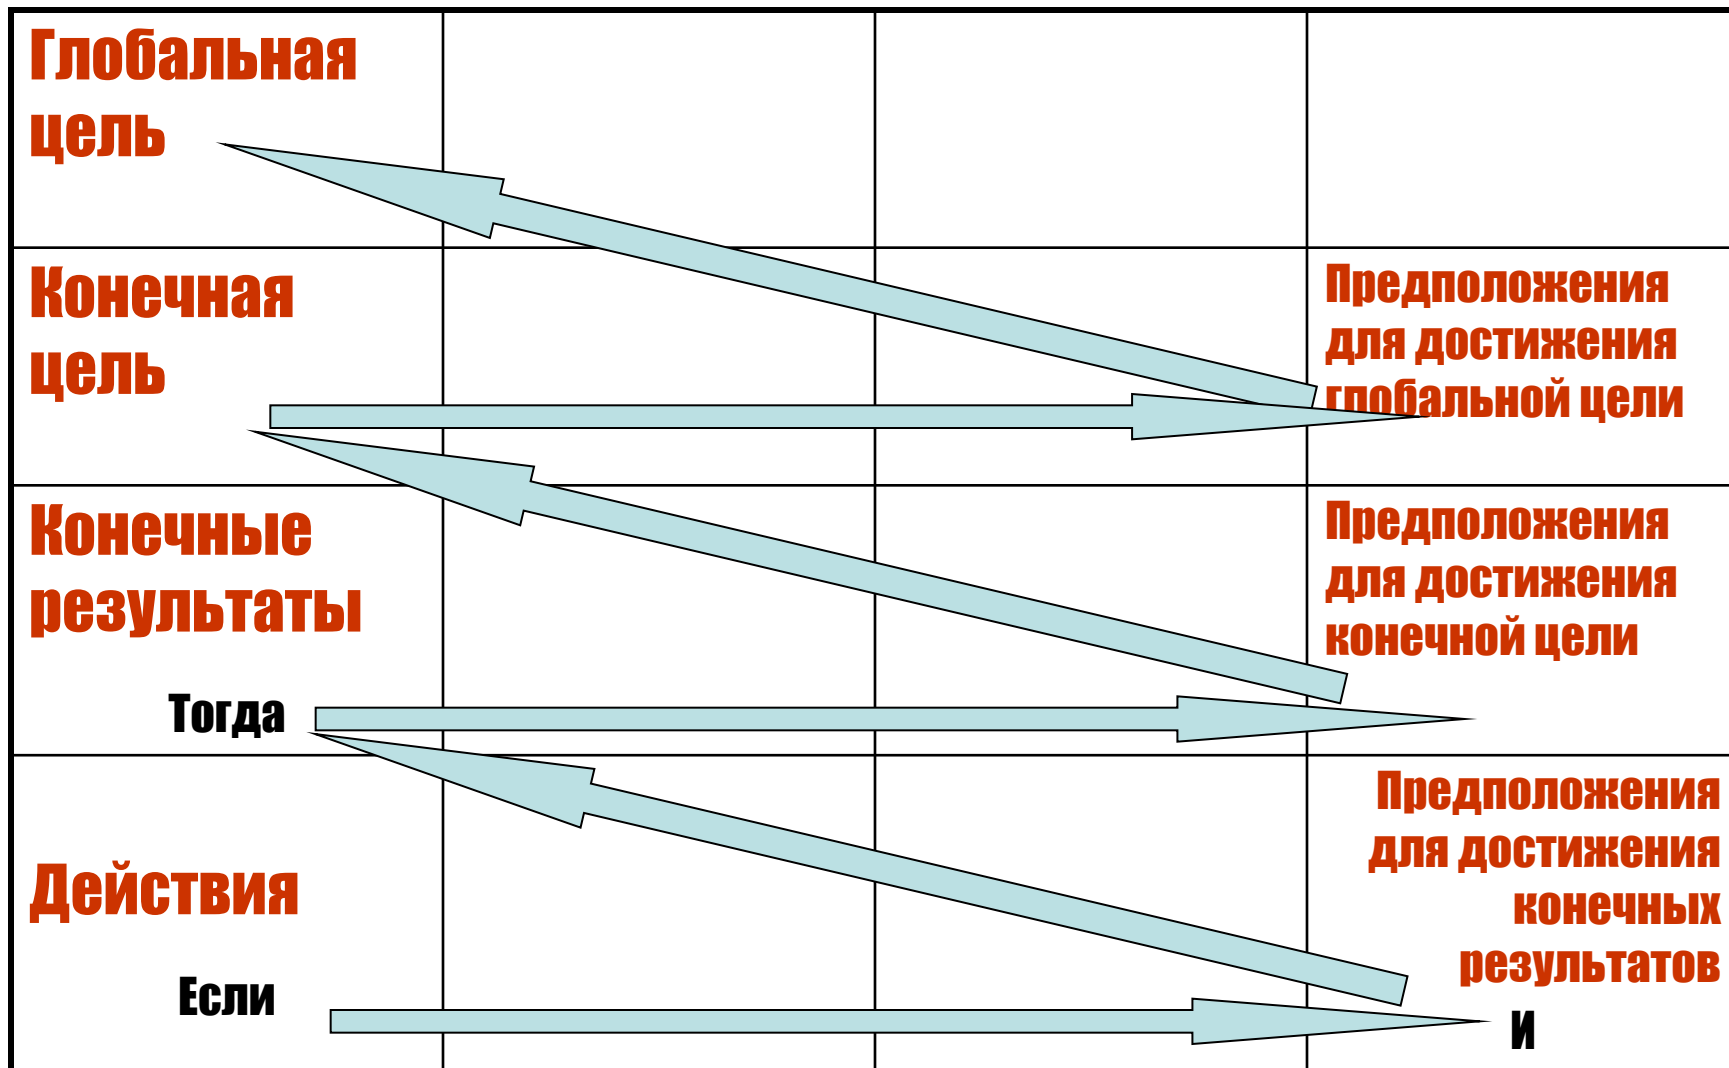 Глобальная
цель
Конечная
цель
Предположения
для достижения
глобальной цели
Конечные
результаты
Предположения
для достижения
конечной цели
Тогда
Действия
Предположения
для достижения
конечных
результатов
Если
И